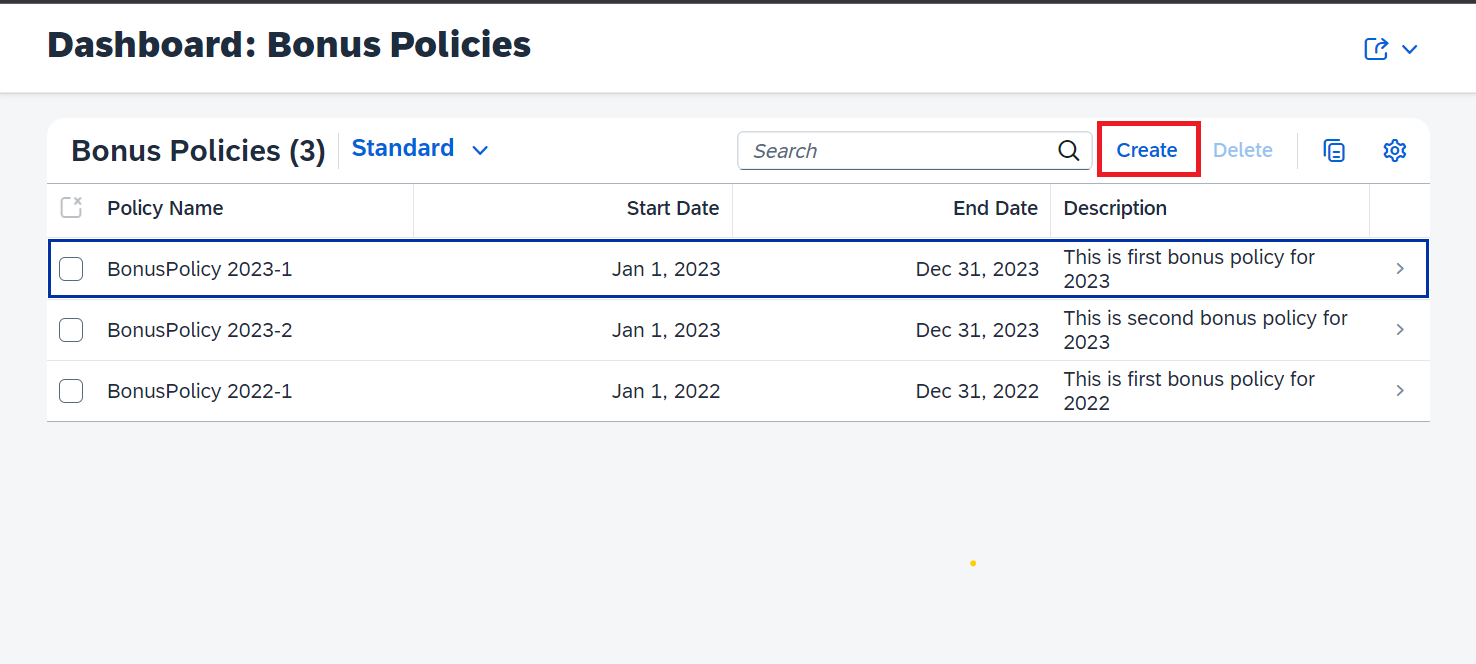 Dashboard: Bonus Policies
Bonus Policies (3) Standard Search Create Delete
Policy Name Start Date End Date Description
BonusPolicy 2023-1 Jan 1, 2023 Dec 31, 2023 This is first bonus policy for
2023
BonusPolicy 2023-2 Jan 1, 2023 Dec 31, 2023 This is second bonus policy for
2023
BonusPolicy 2022-1 Jan 1, 2022 Dec 31, 2022 This is first bonus policy for
2022